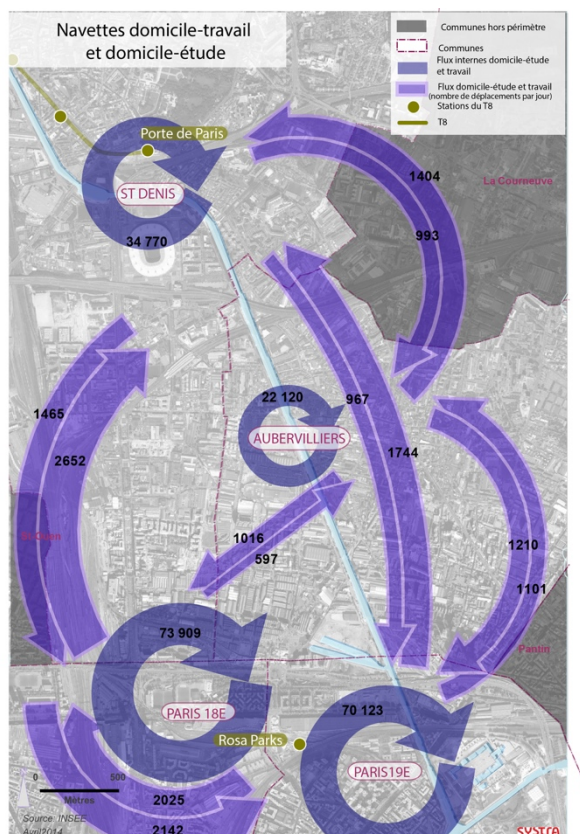 Navettes domicile-travail
et domicile-étude
Communes hors périmètre
Communes
Flux internes domicile-étude
et travail
Flux domicile-étude et travail
(nombre de déplacements par jour)
Stations du T8
T8
Porte de Paris
ST DENIS
34 770
1404
La Courneuve
993
22 120
967
AUBERVILLIERS
1465
1744
2652
1016
597
1210
1101
73 909
Pantin
PARIS 18E
70 123
Rosa Parks
PARIS19E
0
500
Mètres
2025
2142
Source: INSEE
Avril2014
SYSTRA